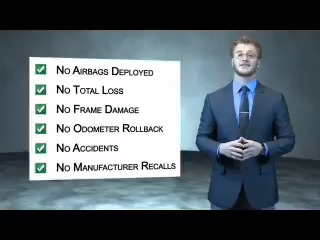 No Airbags Deployed
No Total Loss
No Frame Damage
No Odometer Rollback
No Accidents
No Manufacturer Recalls